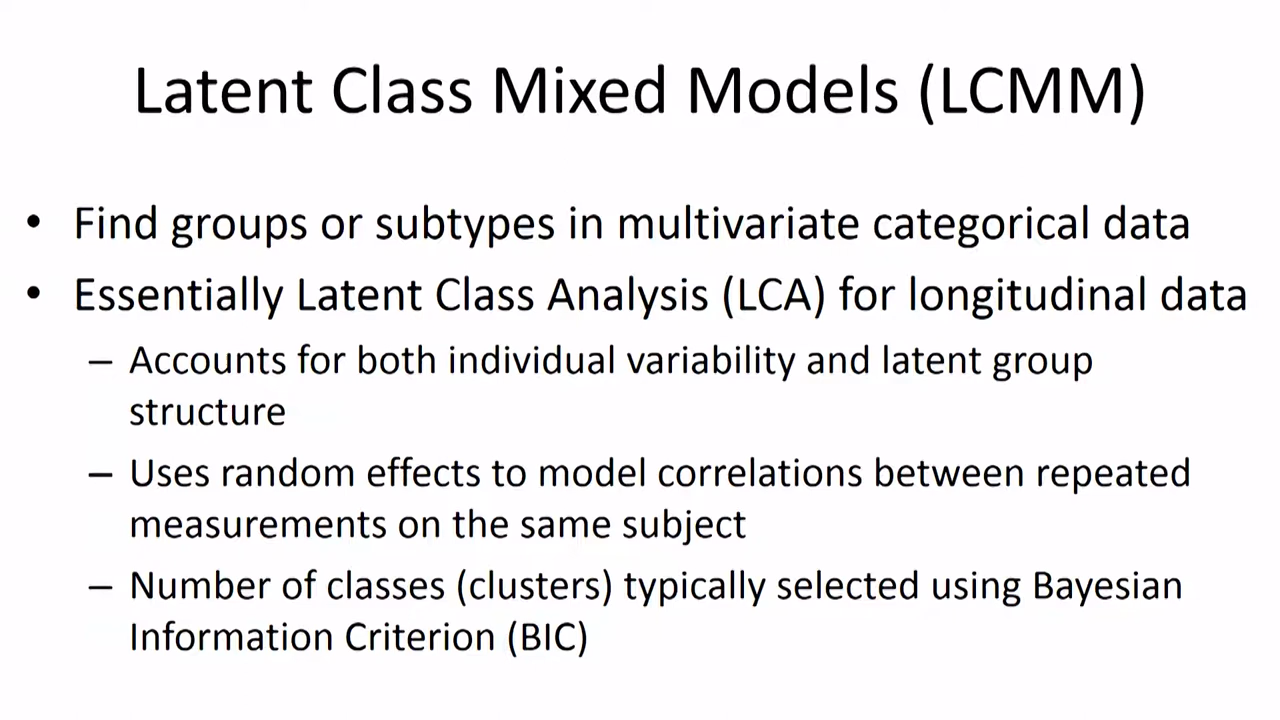 Latent Class Mixed Models (LCMM)
• Find groups or subtypes in multivariate categorical data
• Essentially Latent Class Analysis (LCA) for longitudinal data
– Accounts for both individual variability and latent group
structure
– Uses random effects to model correlations between repeated
measurements on the same subject
– Number of classes (clusters) typically selected using Bayesian
Information Criterion (BIC)